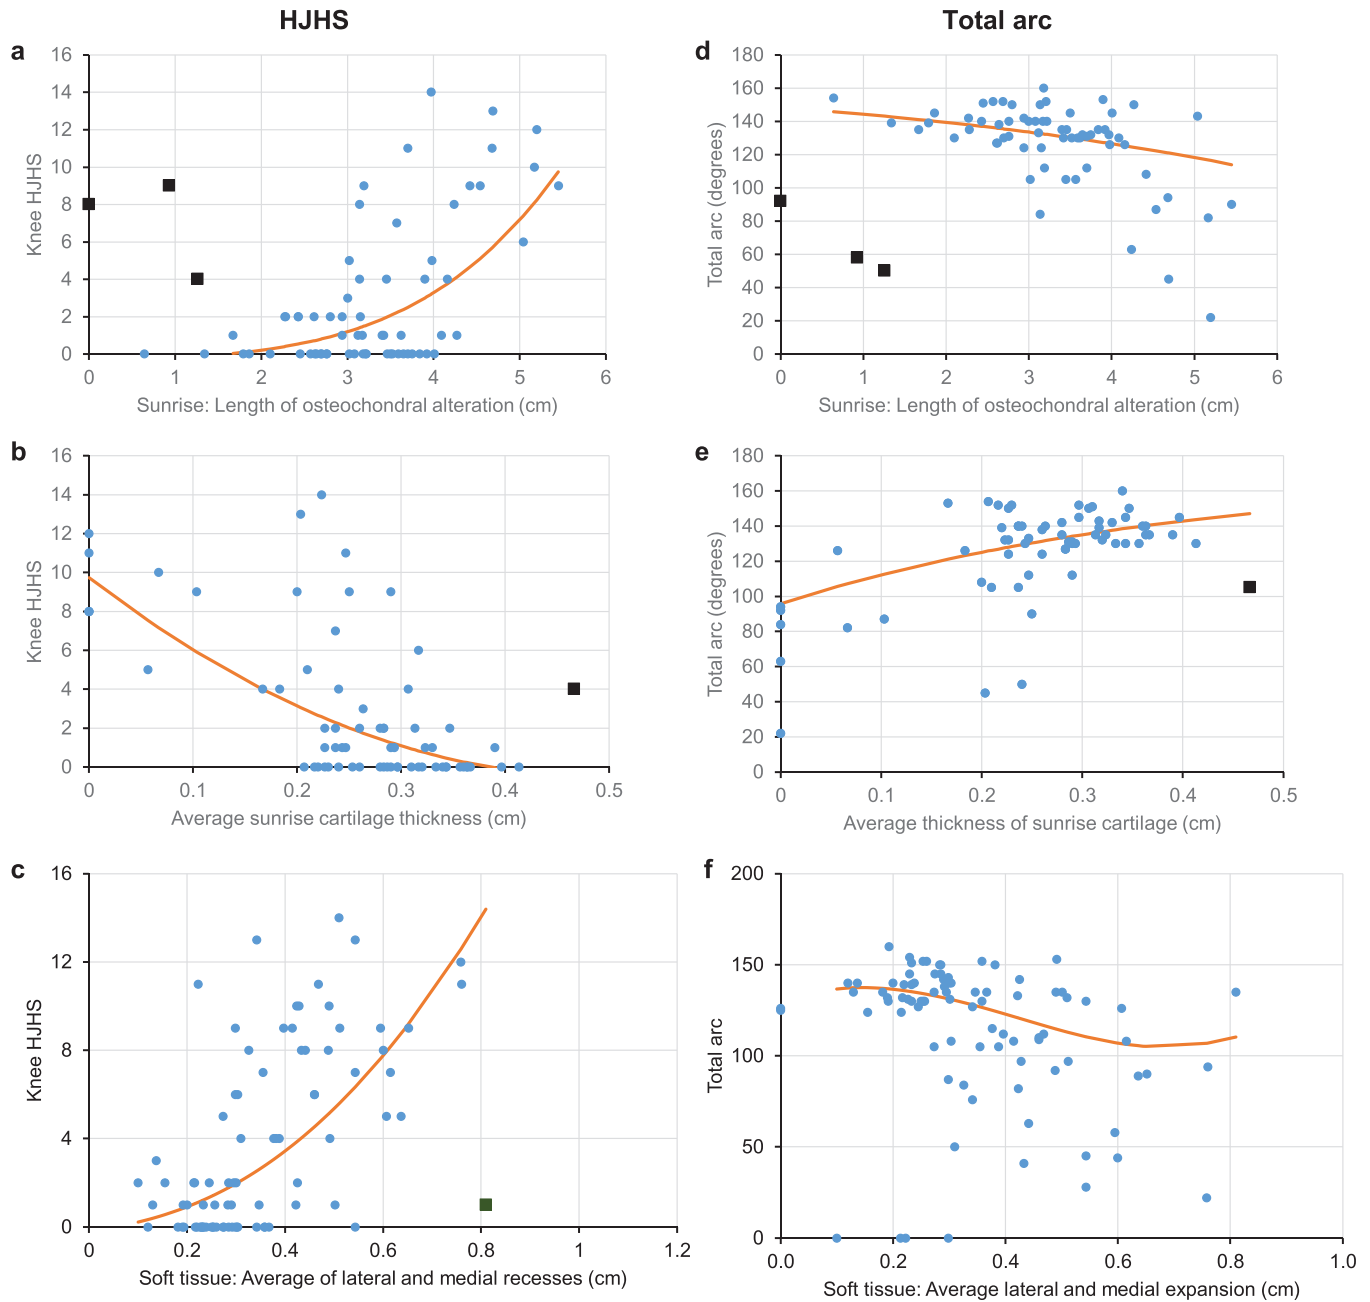 HJHS
Total arc
a
16
14
12
10
8
6
4
2
0
Knee HJHS
0 1 2 3 4 5 6
Sunrise: Length of osteochondral alteration (cm)
d
180
160
140
120
100
80
60
40
20
0
Total arc (degrees)
0 1 2 3 4 5 6
Sunrise: Length of osteochondral alteration (cm)
b
16
14
12
10
8
6
4
2
0
Knee HJHS
0 0.1 0.2 0.3 0.4 0.5
Average sunrise cartilage thickness (cm)
e
180
160
140
120
100
80
60
40
20
0
Total arc (degrees)
0 0.1 0.2 0.3 0.4 0.5
Average thickness of sunrise cartilage (cm)
c
16
12
8
4
0
Knee HJHS
0 0.2 0.4 0.6 0.8 1 1.2
Soft tissue: Average of lateral and medial recesses (cm)
f
200
150
100
50
0
Total arc
0.0 0.2 0.4 0.6 0.8 1.0
Soft tissue: Average lateral and medial expansion (cm)